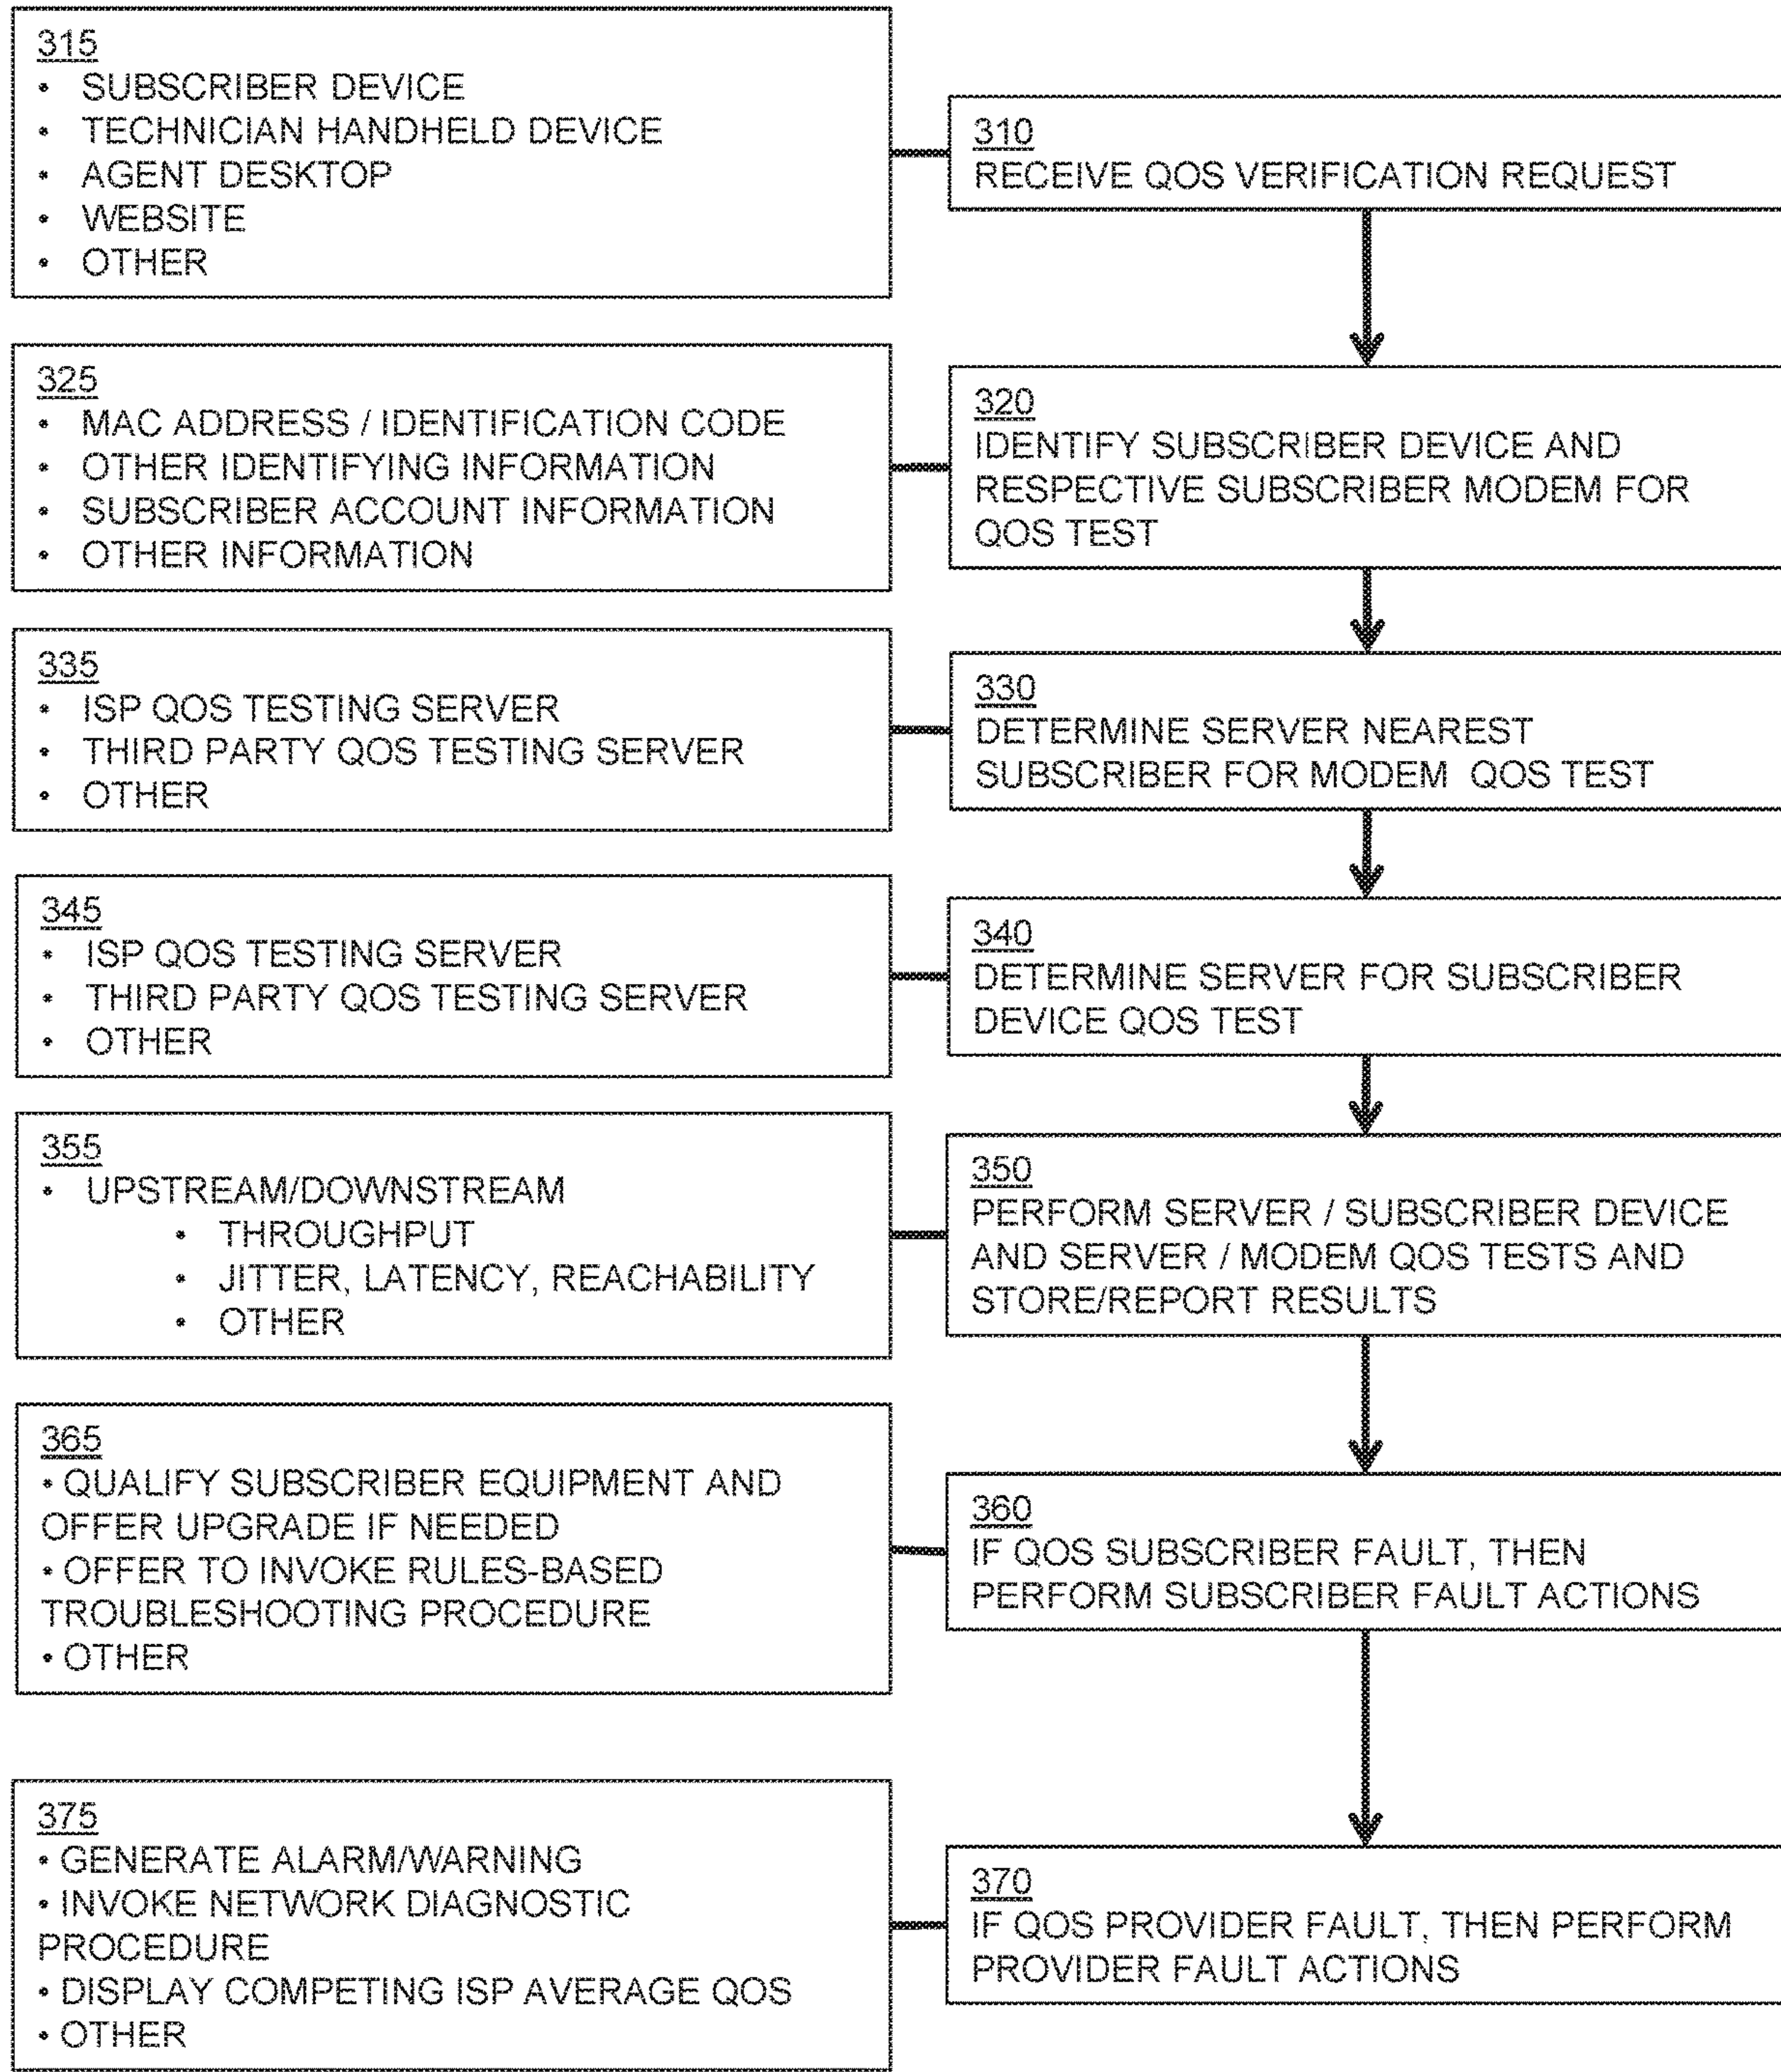 315
• SUBSCRIBER DEVICE
• TECHNICIAN HANDHELD DEVICE
• AGENT DESKTOP
• WEBSITE
• OTHER
310
RECEIVE QOS VERIFICATION REQUEST
325
• MAC ADDRESS / IDENTIFICATION CODE
• OTHER IDENTIFYING INFORMATION
• SUBSCRIBER ACCOUNT INFORMATION
• OTHER INFORMATION
320
IDENTIFY SUBSCRIBER DEVICE AND
RESPECTIVE SUBSCRIBER MODEM FOR
QOS TEST
335
• ISP QOS TESTING SERVER
• THIRD PARTY QOS TESTING SERVER
• OTHER
330
DETERMINE SERVER NEAREST
SUBSCRIBER FOR MODEM QOS TEST
345
• ISP QOS TESTING SERVER
• THIRD PARTY QOS TESTING SERVER
• OTHER
340
DETERMINE SERVER FOR SUBSCRIBER
DEVICE QOS TEST
355
• UPSTREAM/DOWNSTREAM
• THROUGHPUT
• JITTER, LATENCY, REACHABILITY
• OTHER
350
PERFORM SERVER / SUBSCRIBER DEVICE
AND SERVER / MODEM QOS TESTS AND
STORE/REPORT RESULTS
365
• QUALIFY SUBSCRIBER EQUIPMENT AND
OFFER UPGRADE IF NEEDED
• OFFER TO INVOKE RULES-BASED
TROUBLESHOOTING PROCEDURE
• OTHER
360
IF QOS SUBSCRIBER FAULT, THEN
PERFORM SUBSCRIBER FAULT ACTIONS
375
• GENERATE ALARM/WARNING
• INVOKE NETWORK DIAGNOSTIC
PROCEDURE
• DISPLAY COMPETING ISP AVERAGE QOS
• OTHER
370
IF QOS PROVIDER FAULT, THEN PERFORM
PROVIDER FAULT ACTIONS